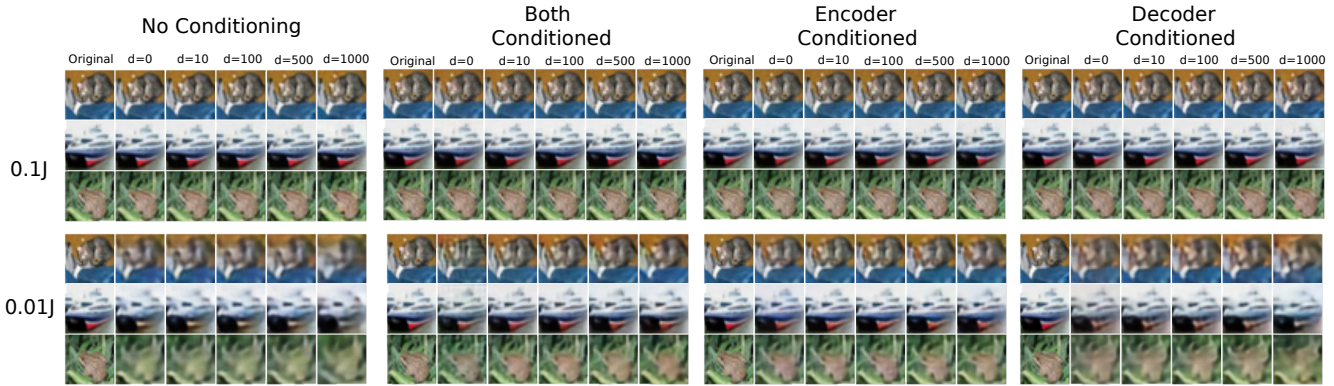 No Conditioning
Both
Conditioned
Encoder
Conditioned
Decoder
Conditioned
Original d=0 d=10 d=100 d=500 d=1000
Original d=0 d=10 d=100 d=500 d=1000
Original d=0 d=10 d=100 d=500 d=1000
Original d=0 d=10 d=100 d=500 d=1000
0.1J
0.01J